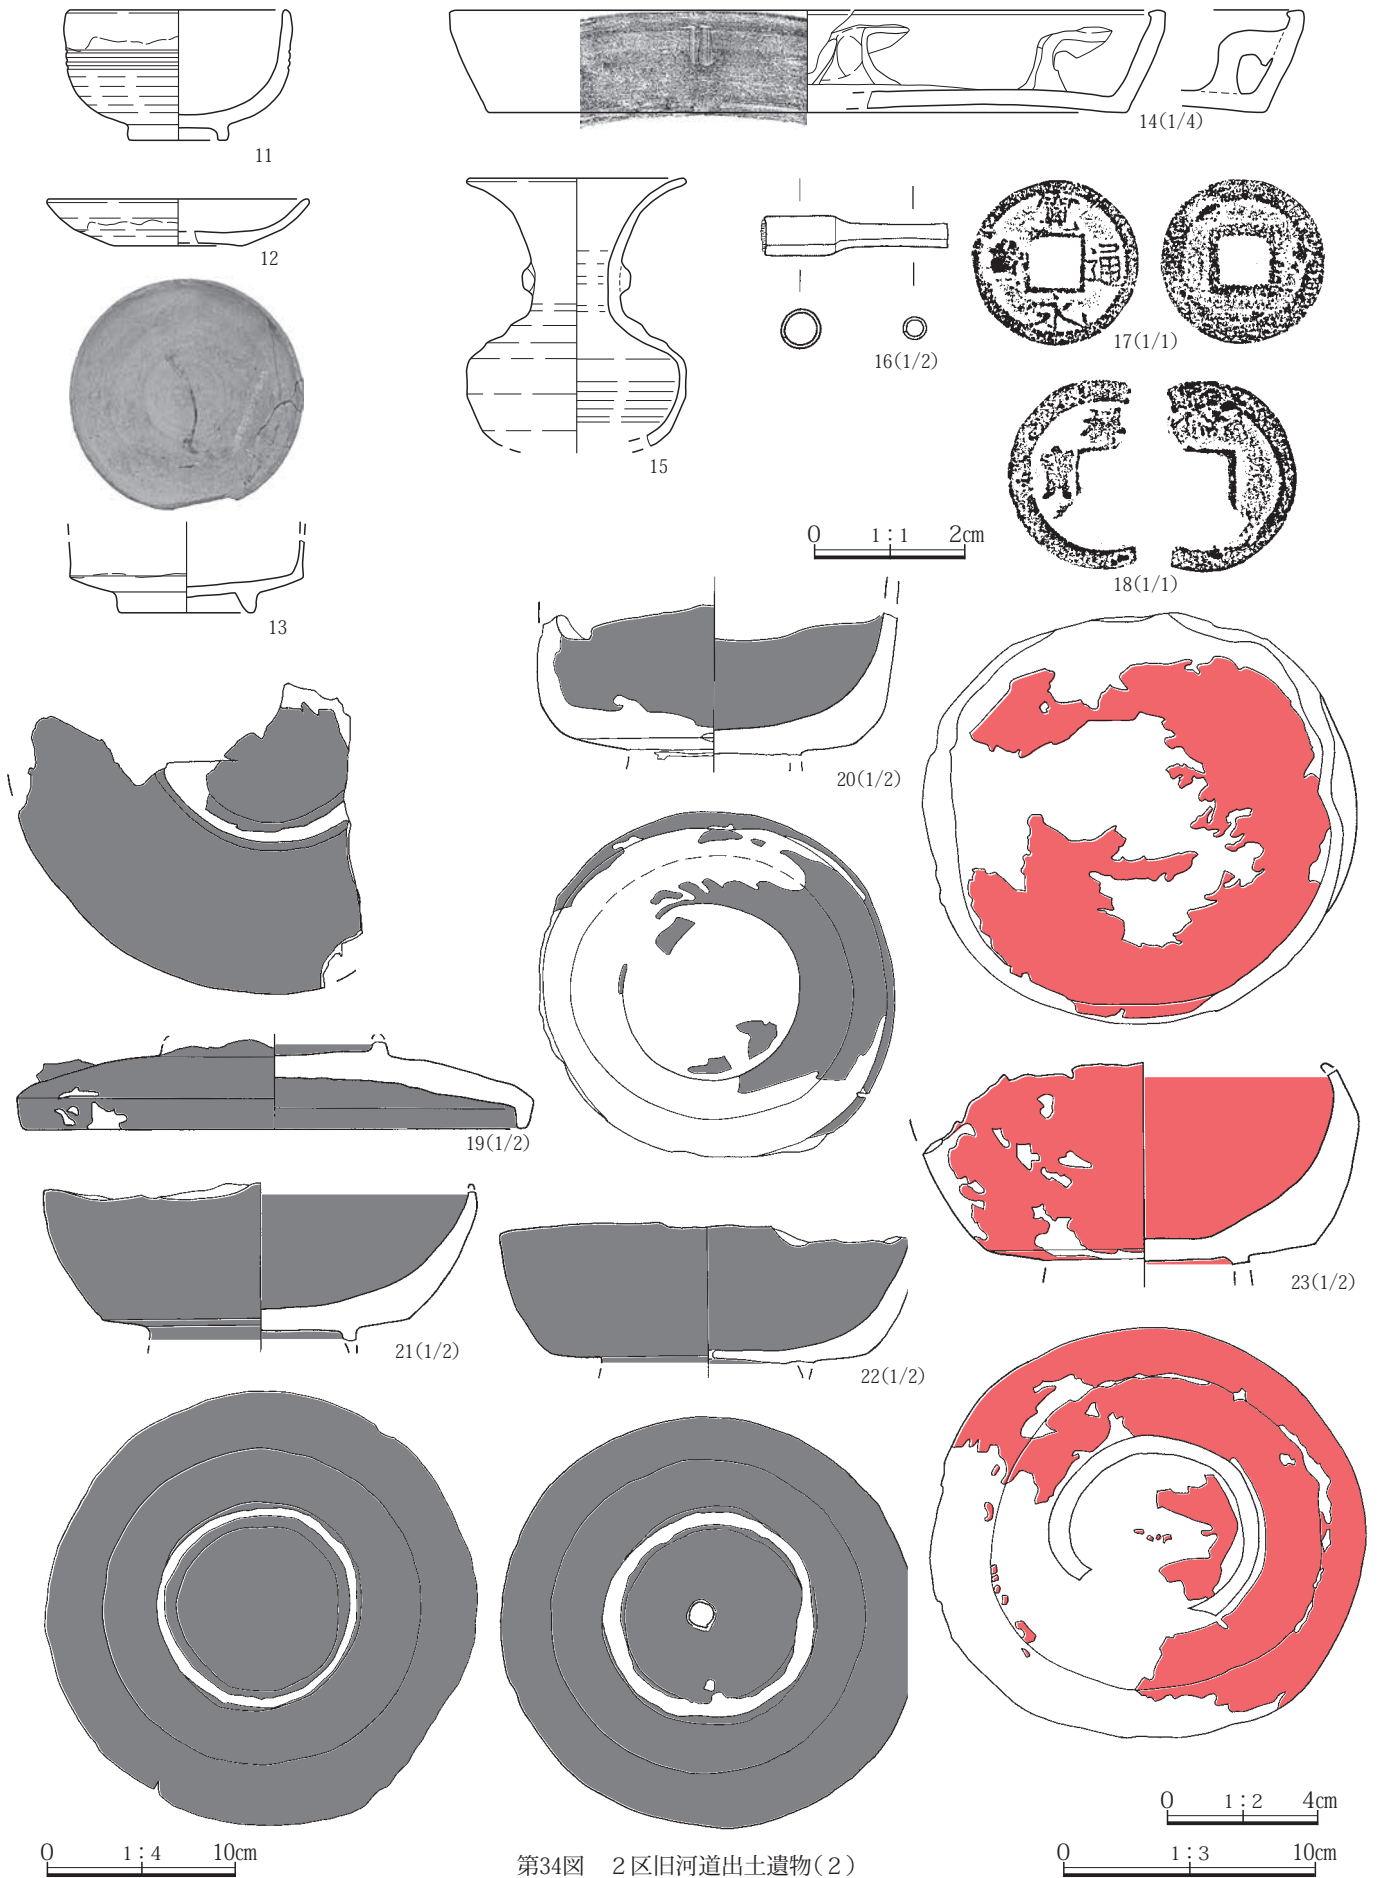 11
14(1/4)
12
16(1/2)
寛
永
通
17(1/1)
15
禧
寳
18(1/1)
0 1:1 2cm
13
20(1/2)
19(1/2)
21(1/2)
22(1/2)
23(1/2)
0 1:2 4cm
0 1:4 10cm
第34図 2区旧河道出土遺物(2)
0 1:3 10cm